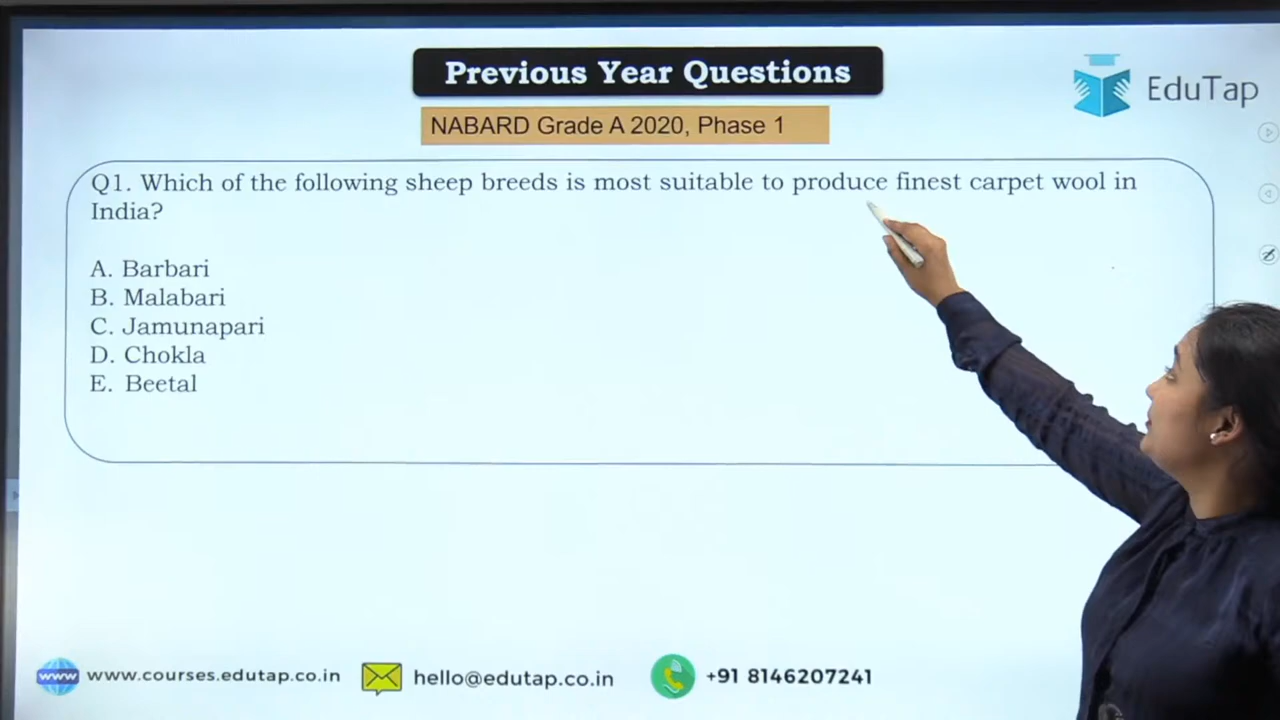 Previous Year Questions
EduTap
NABARD Grade A 2020, Phase 1
Q1. Which of the following sheep breeds is most suitable to produce finest carpet wool in
India?
A. Barbari
B. Malabari
C. Jamunapari
D. Chokla
E. Beetal
www
www.courses.edutap.co.in
hello@edutap.co.in
+91 8146207241